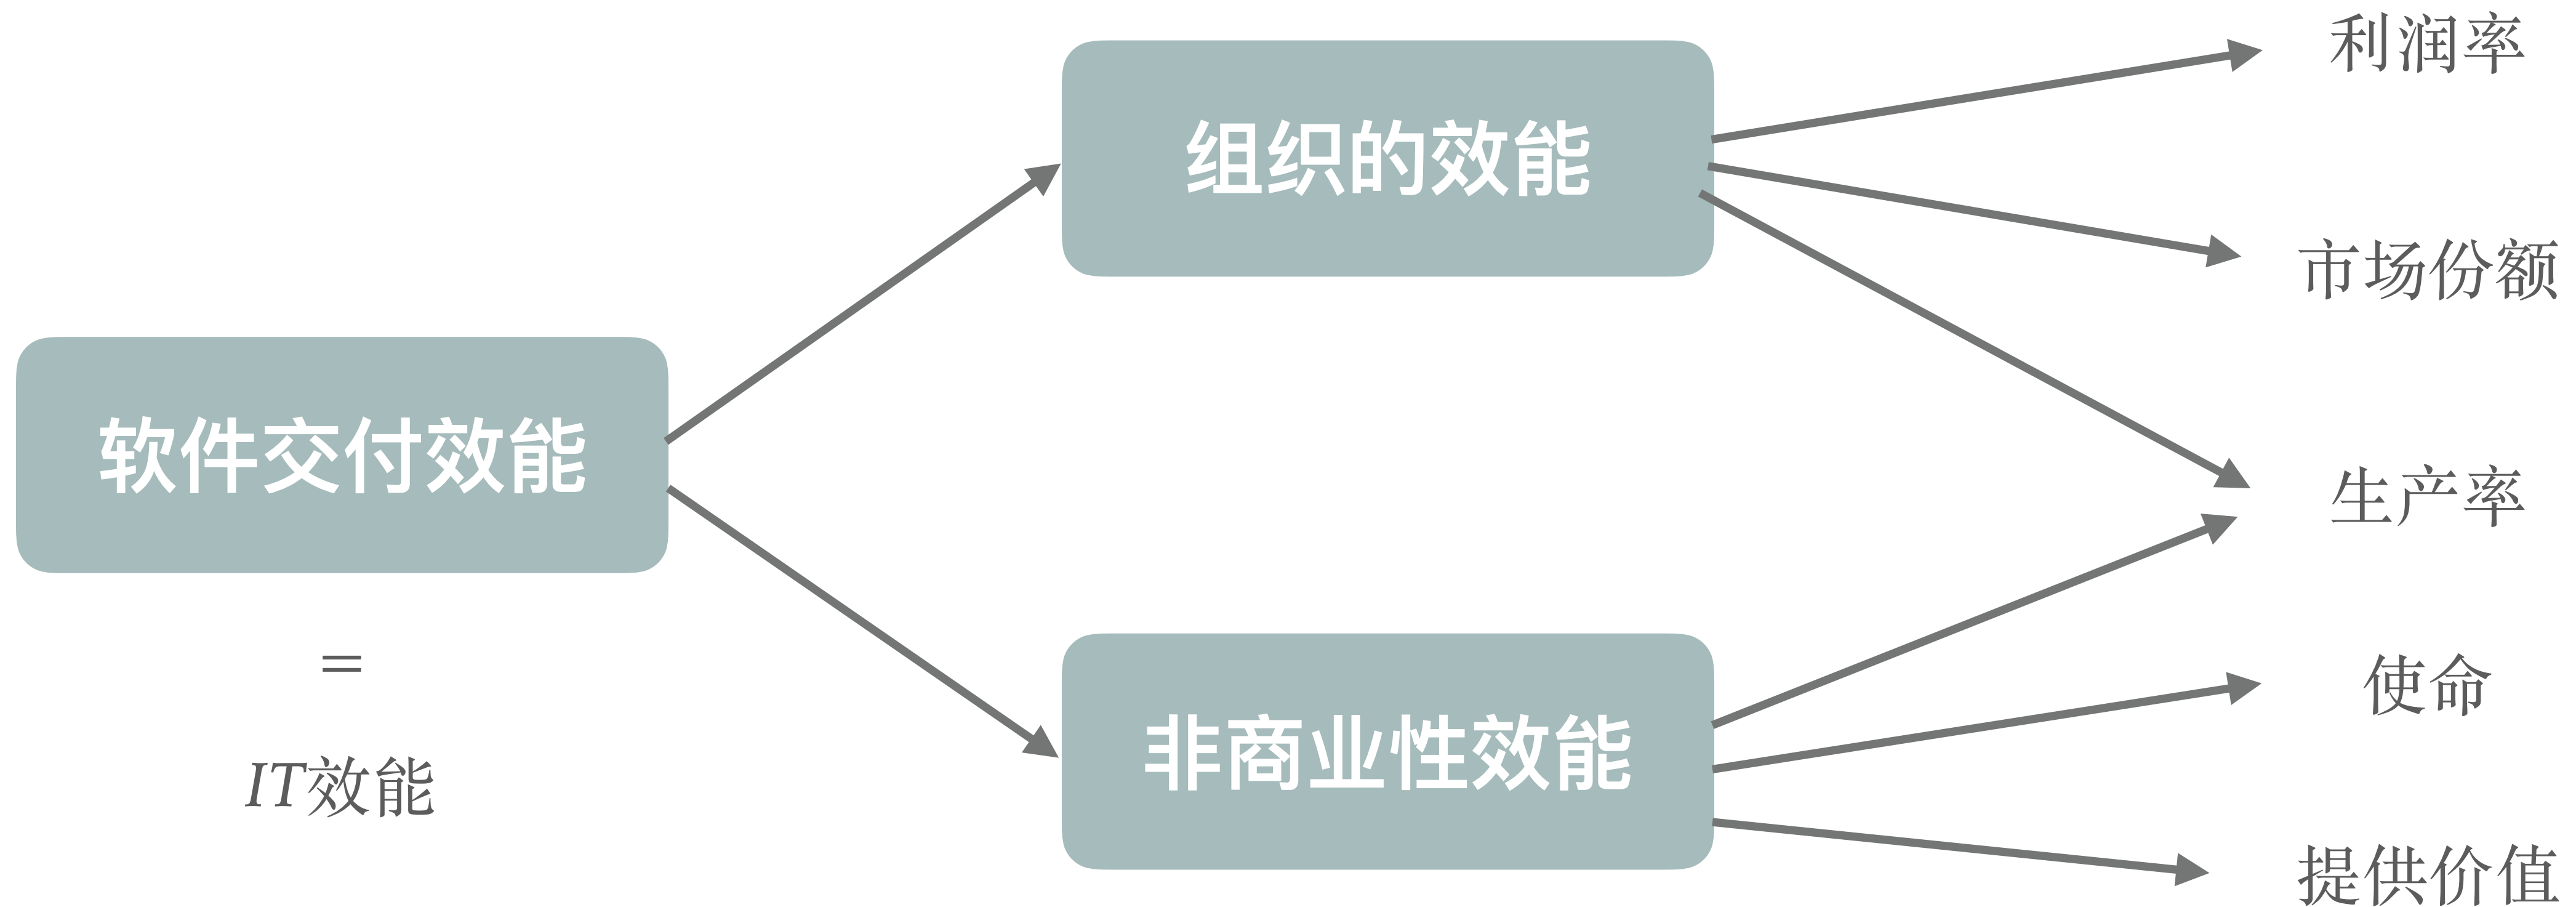 利润率
组织的效能
市场份额
软件交付效能
生产率
=
IT效能
非商业性效能
使命
提供价值